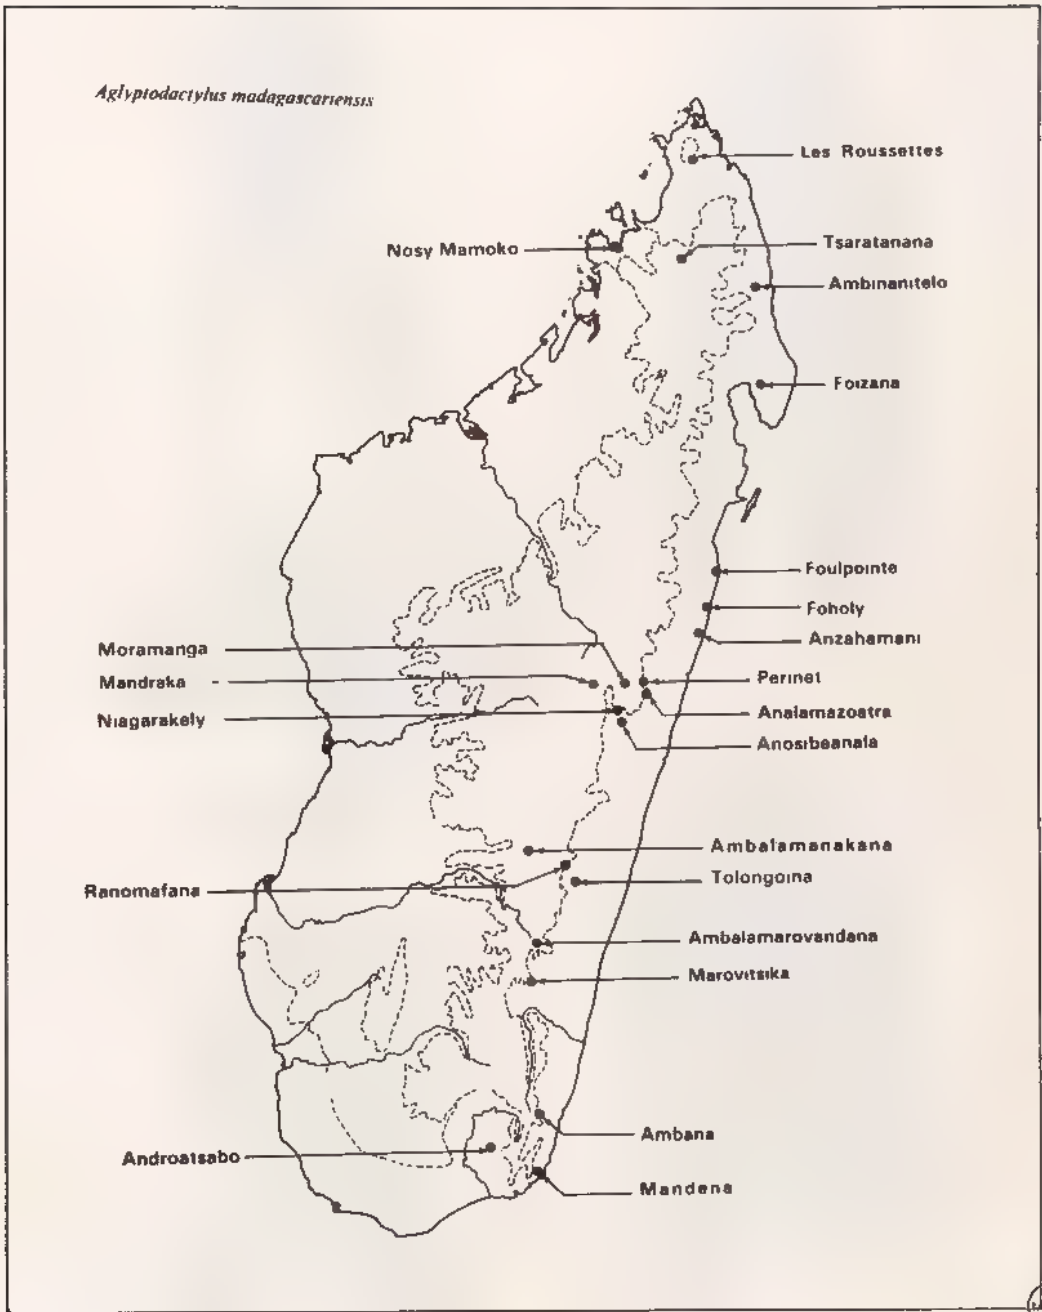 Aglyptodactylus madagascariensis
Les Roussettes
Nosy Mamoko
Tsaratanana
Ambinanitelo
Foizana
Foulpointe
Foholy
Anzahamani
Moramanga
Mandraka
Niagarakely
Perinet
Analamazoatra
Anosibeanala
Ambalamanakana
Ranomafana
Tolongoina
Ambalamarovandana
Marovitsika
Ambana
Androatsabo
Mandena